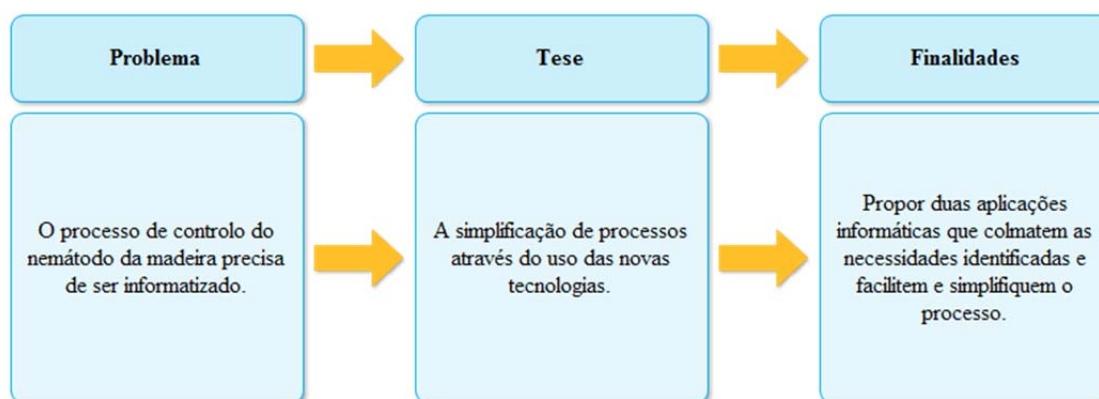 Problema
Tese
Finalidades
O processo de controlo do
nemátodo da madeira precisa
de ser informatizado.
A simplificação de processos
através do uso das novas
tecnologias.
Propor duas aplicações
informáticas que colmatem as
necessidades identificadas e
facilitem e simplifiquem o
processo.